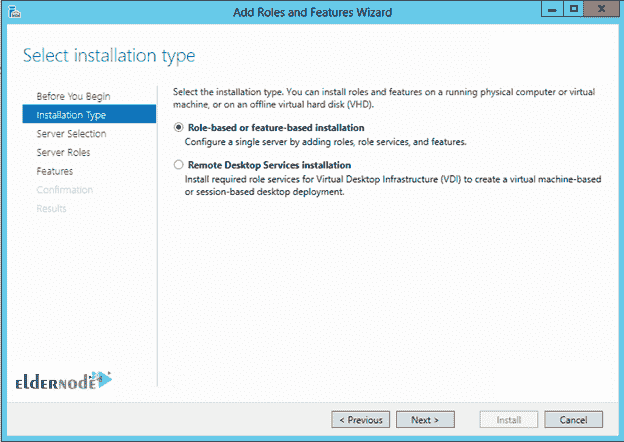 Add Roles and Features Wizard
Select installation type
Before You Begin
Installation Type
Server Selection
Server Roles
Features
Confirmation
Results
Select the installation type. You can install roles and features on a running physical computer or virtual
machine, or on an offline virtual hard disk (VHD).
Role-based or feature-based installation
Configure a single server by adding roles, role services, and features.
Remote Desktop Services installation
Install required role services for Virtual Desktop Infrastructure (VDI) to create a virtual machine-based
or session-based desktop deployment.
eldernode
< Previous
Next >
Install
Cancel